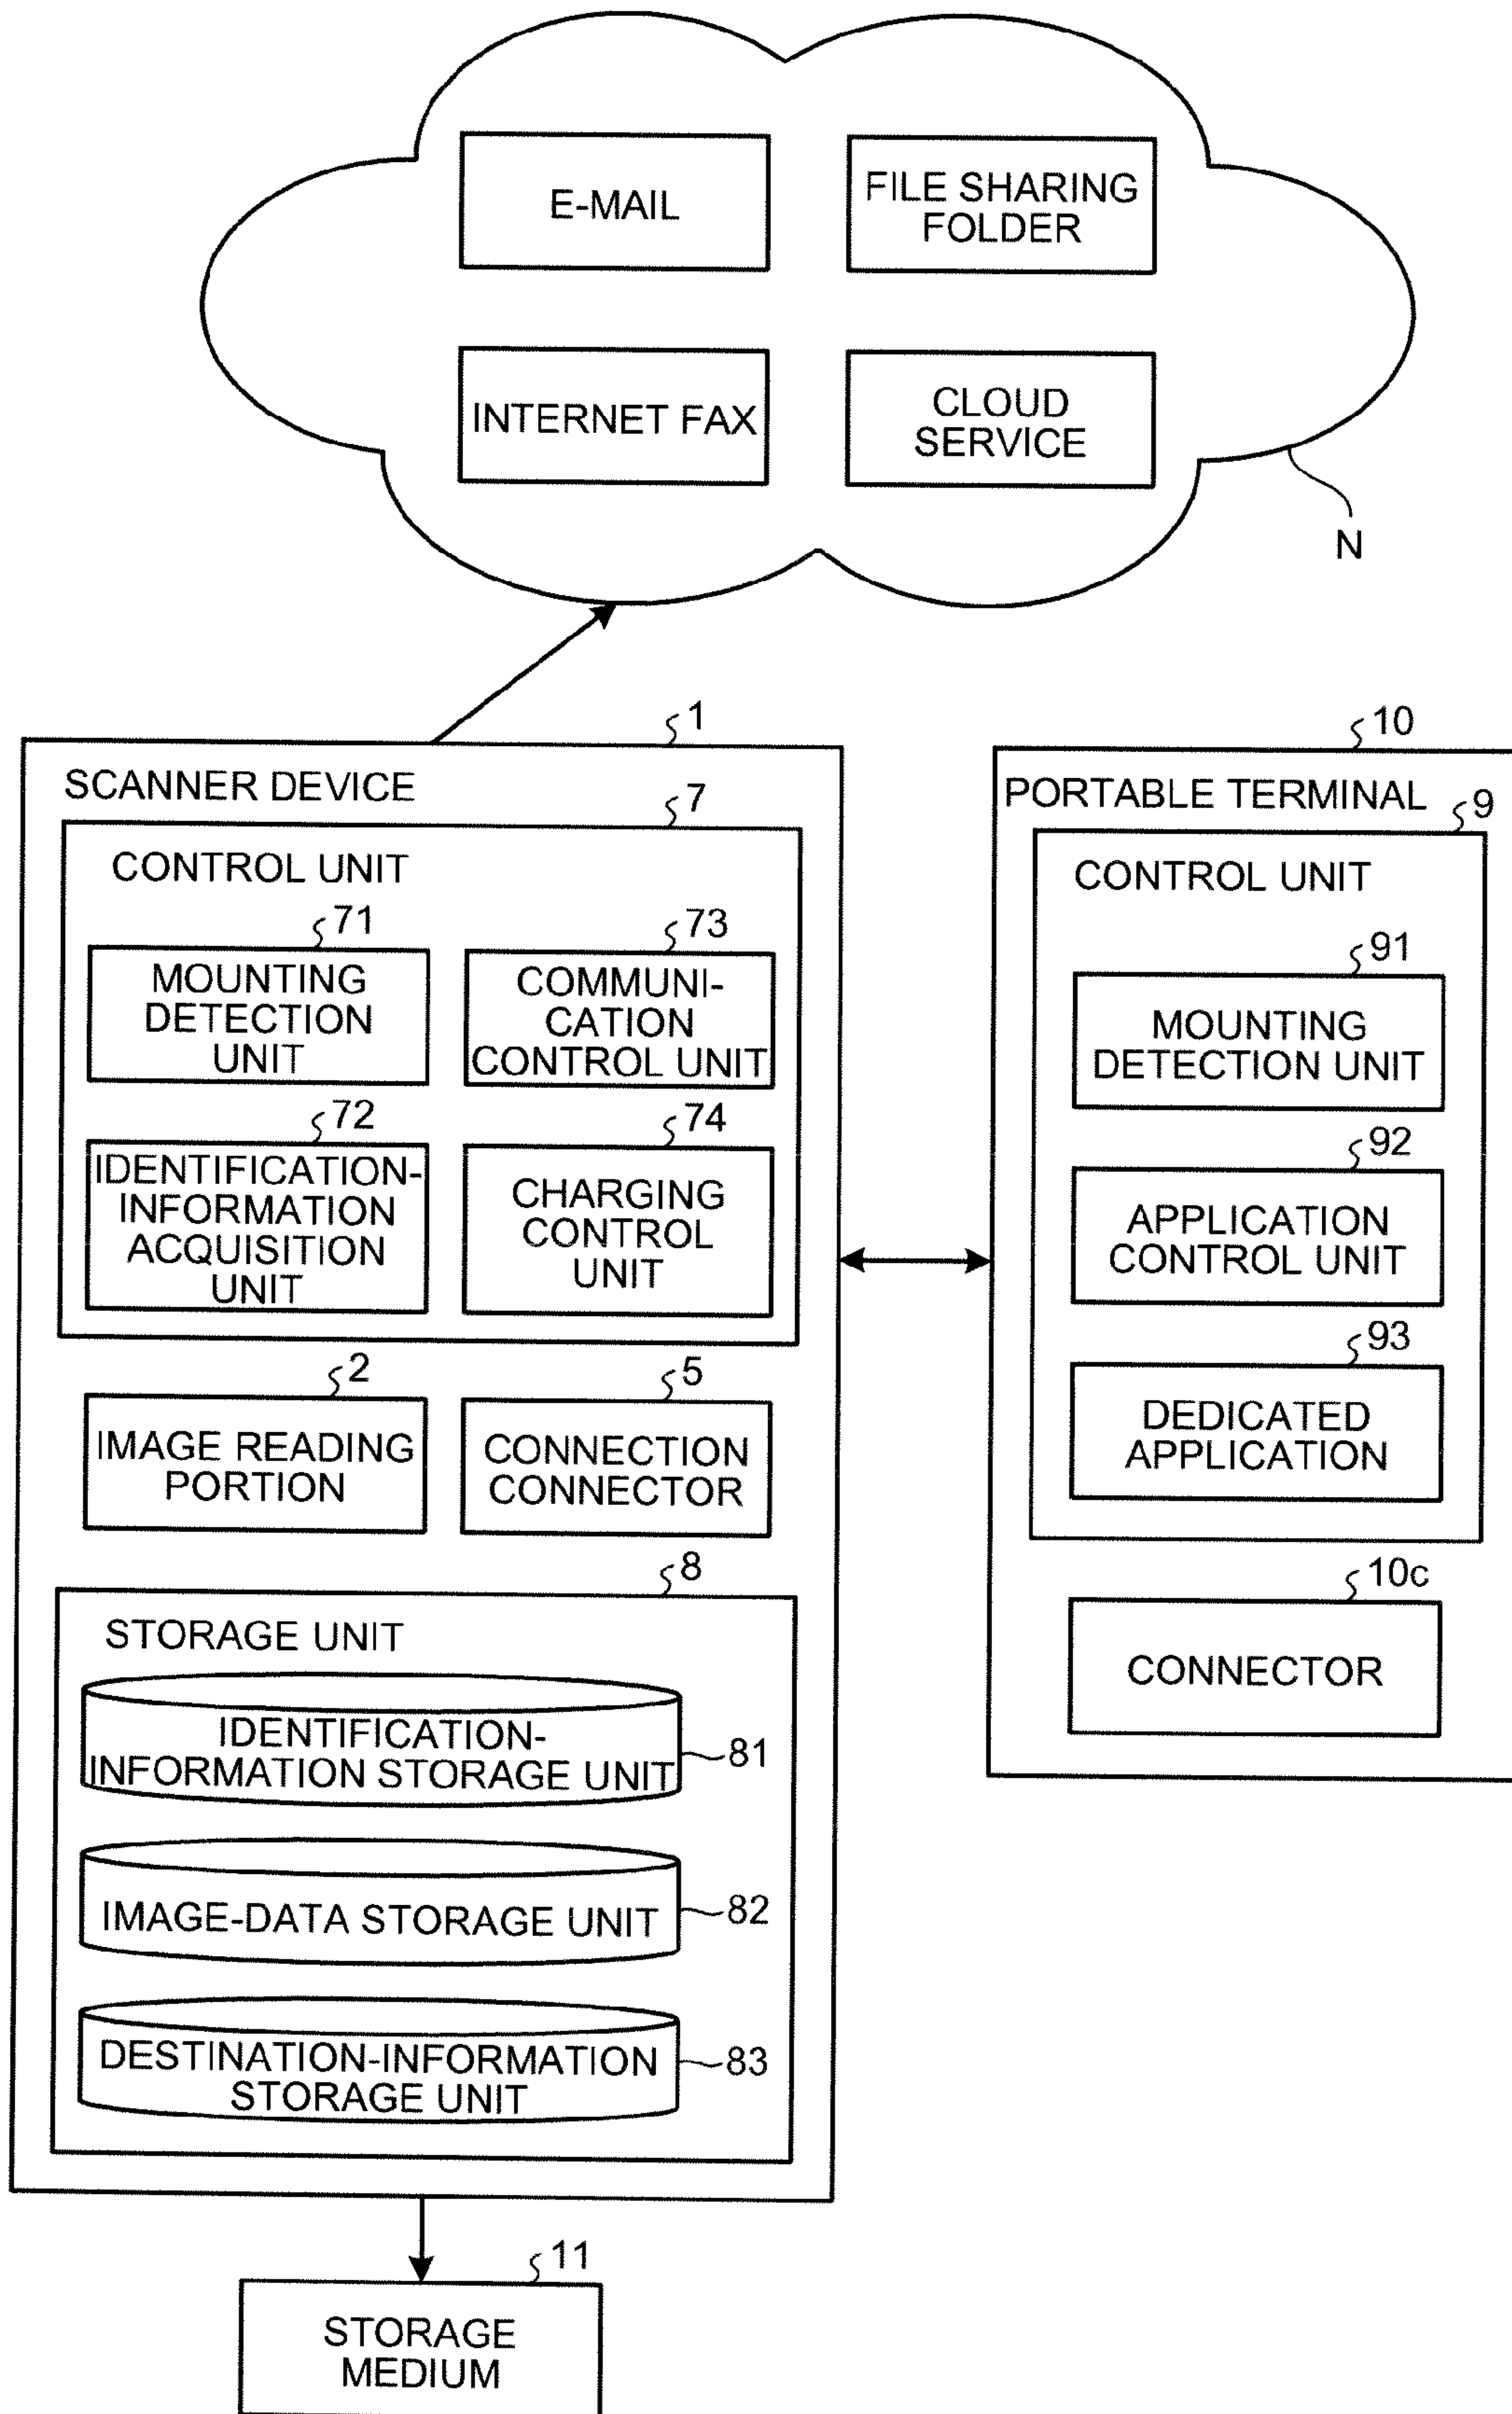 E-MAIL
FILE SHARING
FOLDER
INTERNET FAX
CLOUD
SERVICE
N
1
SCANNER DEVICE
7
CONTROL UNIT
71
MOUNTING
DETECTION
UNIT
73
COMMUNI-
CATION
CONTROL UNIT
72
IDENTIFICATION-
INFORMATION
ACQUISITION
UNIT
74
CHARGING
CONTROL
UNIT
2
IMAGE READING
PORTION
5
CONNECTION
CONNECTOR
8
STORAGE UNIT
IDENTIFICATION-
INFORMATION STORAGE UNIT
81
IMAGE-DATA STORAGE UNIT
82
DESTINATION-INFORMATION
STORAGE UNIT
83
11
STORAGE
MEDIUM
10
PORTABLE TERMINAL
9
CONTROL UNIT
91
MOUNTING
DETECTION UNIT
92
APPLICATION
CONTROL UNIT
93
DEDICATED
APPLICATION
10c
CONNECTOR